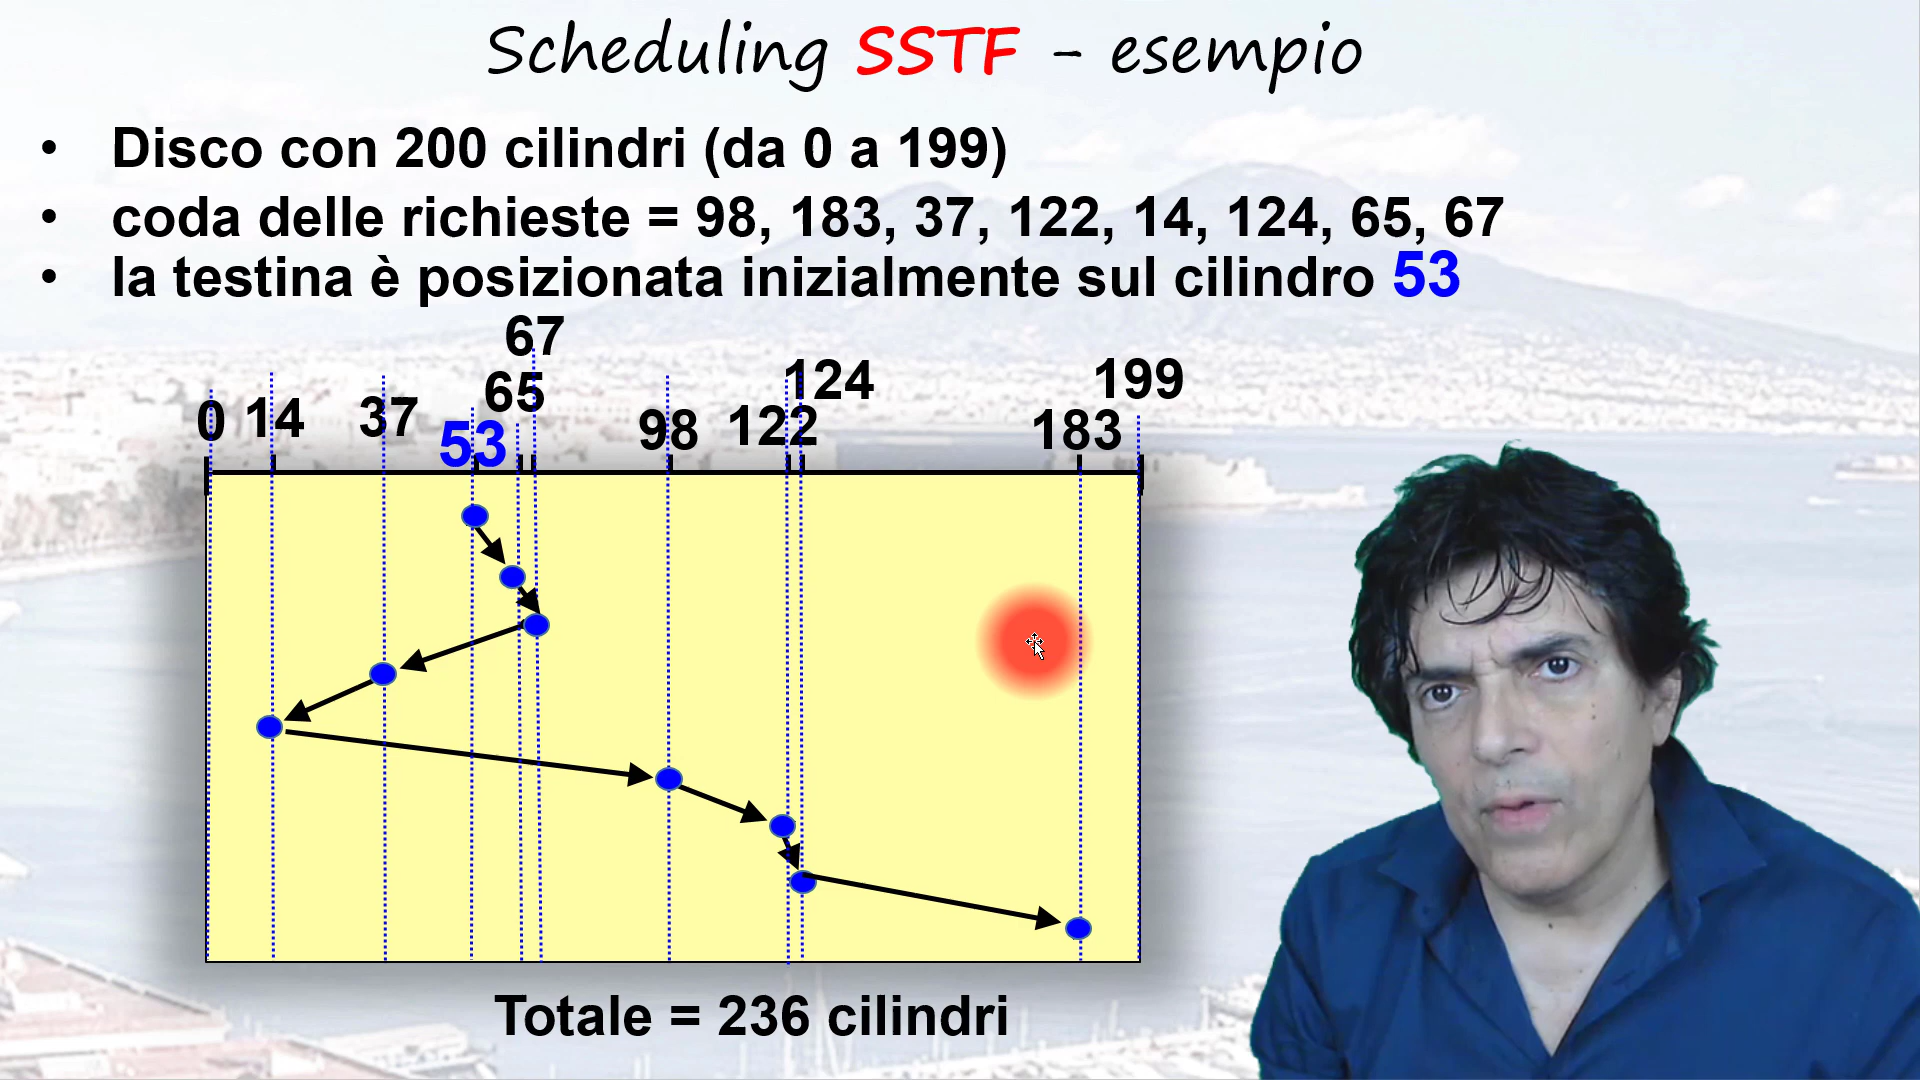 Scheduling SSTF - esempio
• Disco con 200 cilindri (da 0 a 199)
• coda delle richieste = 98, 183, 37, 122, 14, 124, 65, 67
• la testina è posizionata inizialmente sul cilindro 53
67
124 199
0 14 37 65 98 122 183
53
Totale = 236 cilindri